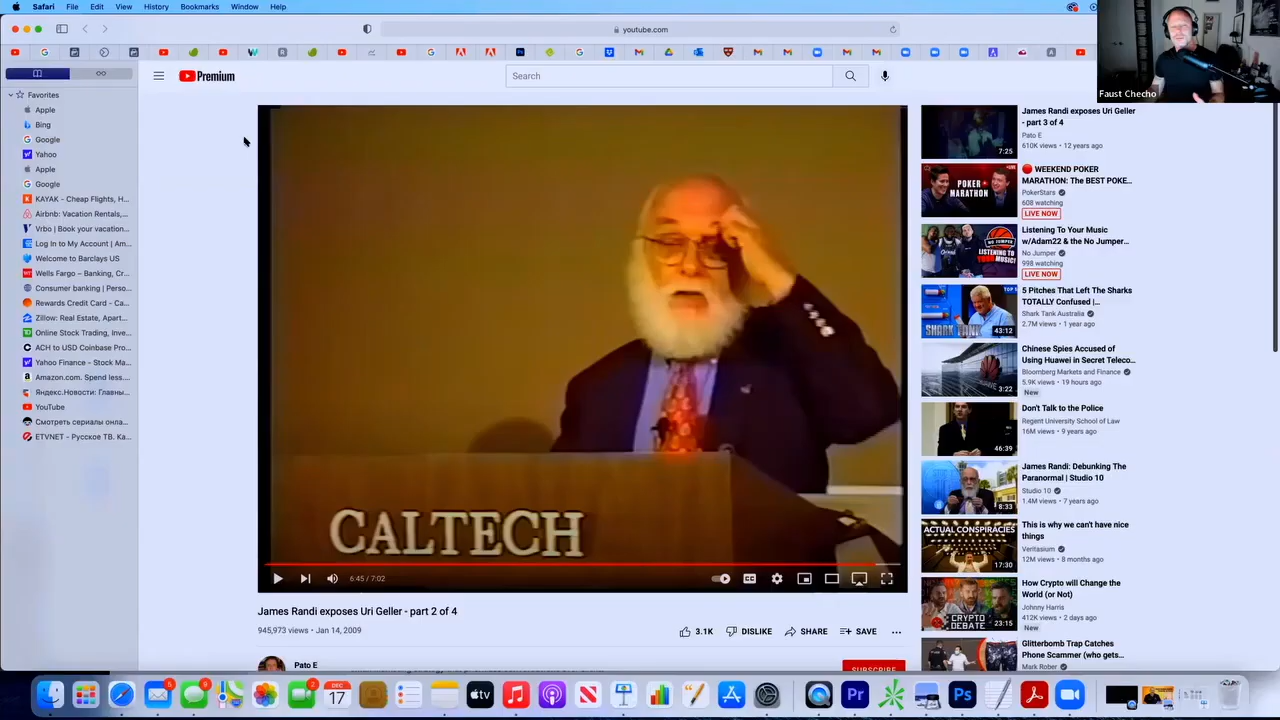 Safari File Edit View History Bookmarks Window Help
youtube.com
Favorites
Apple
Bing
Google
Yahoo
Apple
Google
KAYAK - Cheap Flights, H...
Airbnb: Vacation Rentals,...
Vrbo | Book your vacation...
Log In to My Account | Am...
Welcome to Barclays US
Wells Fargo – Banking, Cr...
Consumer banking | Perso...
Rewards Credit Card - Ca...
Zillow: Real Estate, Apart...
Online Stock Trading, Inve...
ACH to USD Coinbase Pro...
Yahoo Finance - Stock Ma...
Amazon.com. Spend less....
Яндекс.Новости: Главны...
YouTube
Смотреть сериалы онла...
ETVNET - Русское ТВ. Ка...
Premium
Search
Faust Checho
CALTECH
6:45 / 7:02
James Randi exposes Uri Geller - part 2 of 4
945,973 views • Jan 14, 2009
3.1K DISLIKE SHARE SAVE
Pato E
SUBSCRIBE
James Randi exposes Uri Geller
- part 3 of 4
Pato E
610K views • 12 years ago
7:25
WEEKEND POKER
MARATHON: The BEST POKE...
PokerStars
608 watching
LIVE NOW
POKER
MARATHON
Listening To Your Music
w/Adam22 & the No Jumper...
No Jumper
998 watching
LIVE NOW
5 Pitches That Left The Sharks
TOTALLY Confused |...
Shark Tank Australia
2.7M views • 1 year ago
SHARK TANK
43:12
Chinese Spies Accused of
Using Huawei in Secret Teleco...
Bloomberg Markets and Finance
5.9K views • 19 hours ago
New
3:22
Don't Talk to the Police
Regent University School of Law
16M views • 9 years ago
46:39
James Randi: Debunking The
Paranormal | Studio 10
Studio 10
1.4M views • 7 years ago
8:33
This is why we can't have nice
things
Veritasium
12M views • 8 months ago
ACTUAL CONSPIRACIES
17:30
How Crypto will Change the
World (or Not)
Johnny Harris
412K views • 2 days ago
New
CRYPTO
DEBATE
23:15
Glitterbomb Trap Catches
Phone Scammer (who gets...
Mark Rober
DEC
17
tv
Pr
Ps